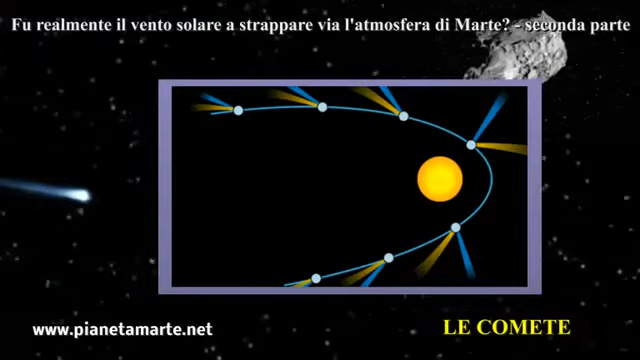 Fu realmente il vento solare a strappare via l'atmosfera di Marte? - seconda parte
www.pianetamarte.net
LE COMETE